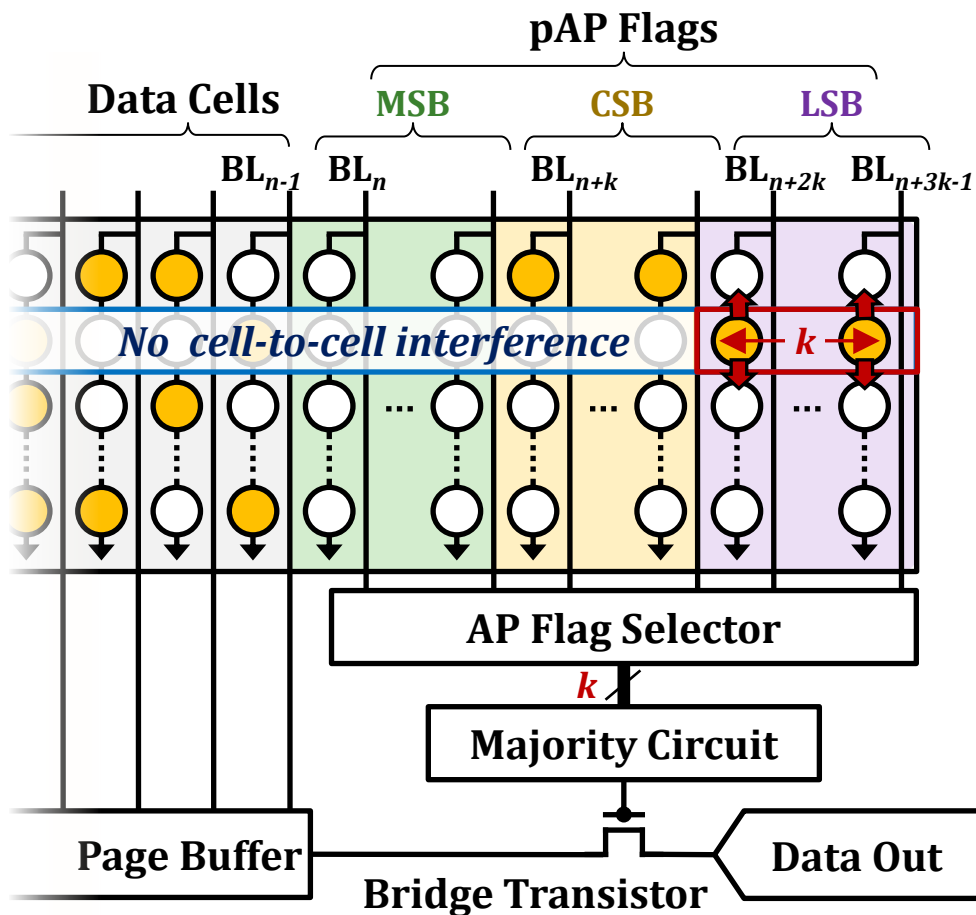 pAP Flags
Data Cells
MSB
CSB
LSB
BLn-1
BLn
BLn+k
BLn+2k
BLn+3k-1
No cell-to-cell interference
k
...
...
...
AP Flag Selector
k
Majority Circuit
Page Buffer
Data Out
Bridge Transistor